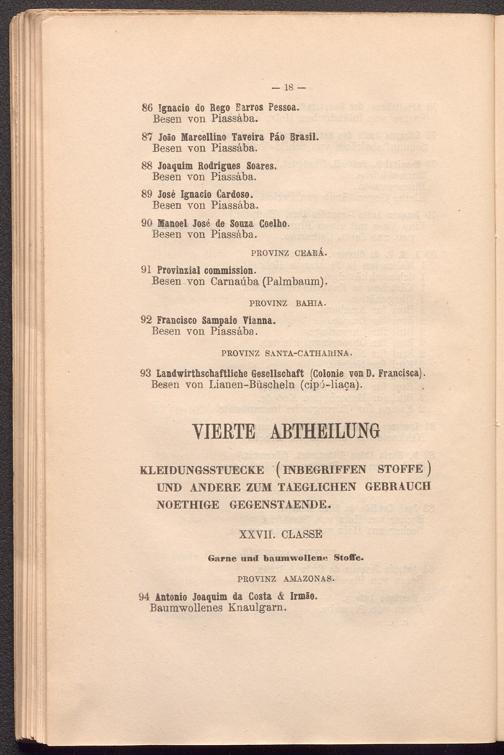 — 18 —
86 Ignacio do Rego Barros Pessoa.
Besen von Piassába.
87 João Marcellino Taveira Páo Brasil.
Besen von Piassába.
88 Joaquim Rodrigues Soares.
Besen von Piassába.
89 José Ignacio Cardoso.
Besen von Piassába.
90 Manoel José de Souza Coelho.
Besen von Piassába.
PROVINZ CEARÁ.
91 Provinzial commission.
Besen von Carnaúba (Palmbaum).
PROVINZ BAHIA.
92 Francisco Sampaio Vianna.
Besen von Piassába.
PROVINZ SANTA-CATHARINA.
93 Landwirthschaftliche Gesellschaft (Colonie von D. Francisca).
Besen von Lianen-Büscheln (cipó-liaça).
VIERTE ABTHEILUNG
KLEIDUNGSSTUECKE (INBEGRIFFEN STOFFE)
UND ANDERE ZUM TAEGLICHEN GEBRAUCH
NOETHIGE GEGENSTAENDE.
XXVII. CLASSE
Garne und baumwollene Stoffe.
PROVINZ AMAZONAS.
94 Antonio Joaquim da Costa & Irmão.
Baumwollenes Knaulgarn.